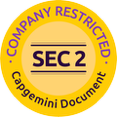 COMPANY RESTRICTED
SEC 2
Capgemini Document